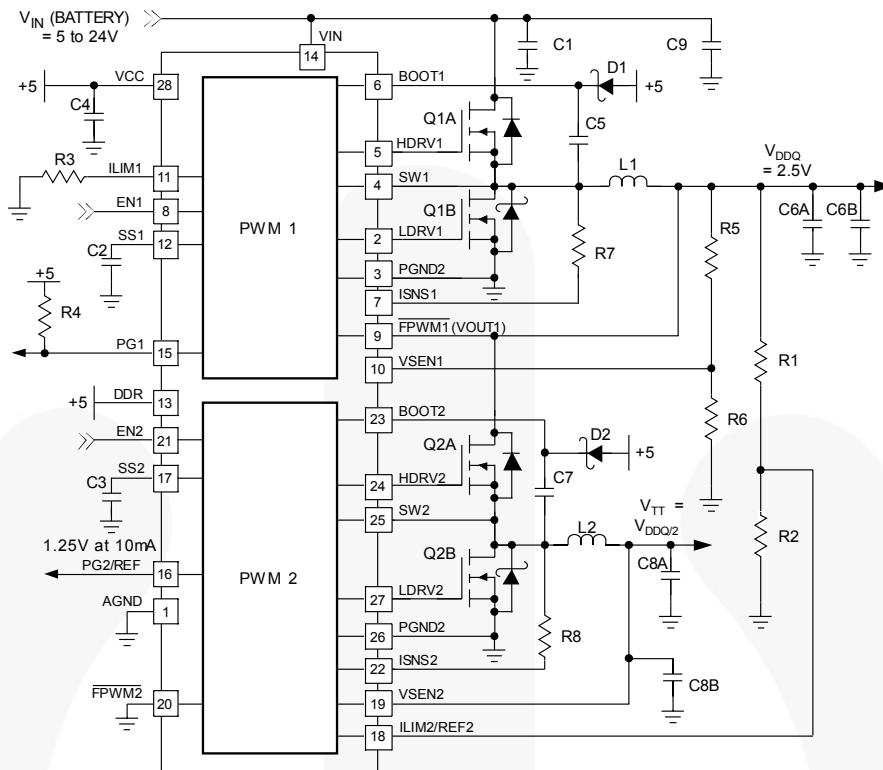 V_IN (BATTERY)
= 5 to 24V
VIN
14
C1
C9
VCC
28
+5
C4
6
BOOT1
D1
+5
Q1A
C5
5
HDRV1
R3
ILIM1
11
4
SW1
L1
V_DDQ
= 2.5V
EN1
8
Q1B
C6A
C6B
SS1
12
C2
PWM 1
2
LDRV1
R7
R5
3
PGND2
7
ISNS1
+5
R4
9
FPWM1 (VOUT1)
PG1
15
10
VSEN1
R1
DDR
+5
13
R6
23
BOOT2
EN2
21
Q2A
D2
+5
SS2
17
C3
24
HDRV2
C7
25
SW2
V_TT =
V_DDQ/2
L2
R2
1.25V at 10mA
PG2/REF
16
Q2B
C8A
PWM 2
27
LDRV2
AGND
1
26
PGND2
R8
22
ISNS2
C8B
FPWM2
20
19
VSEN2
18
ILIM2/REF2